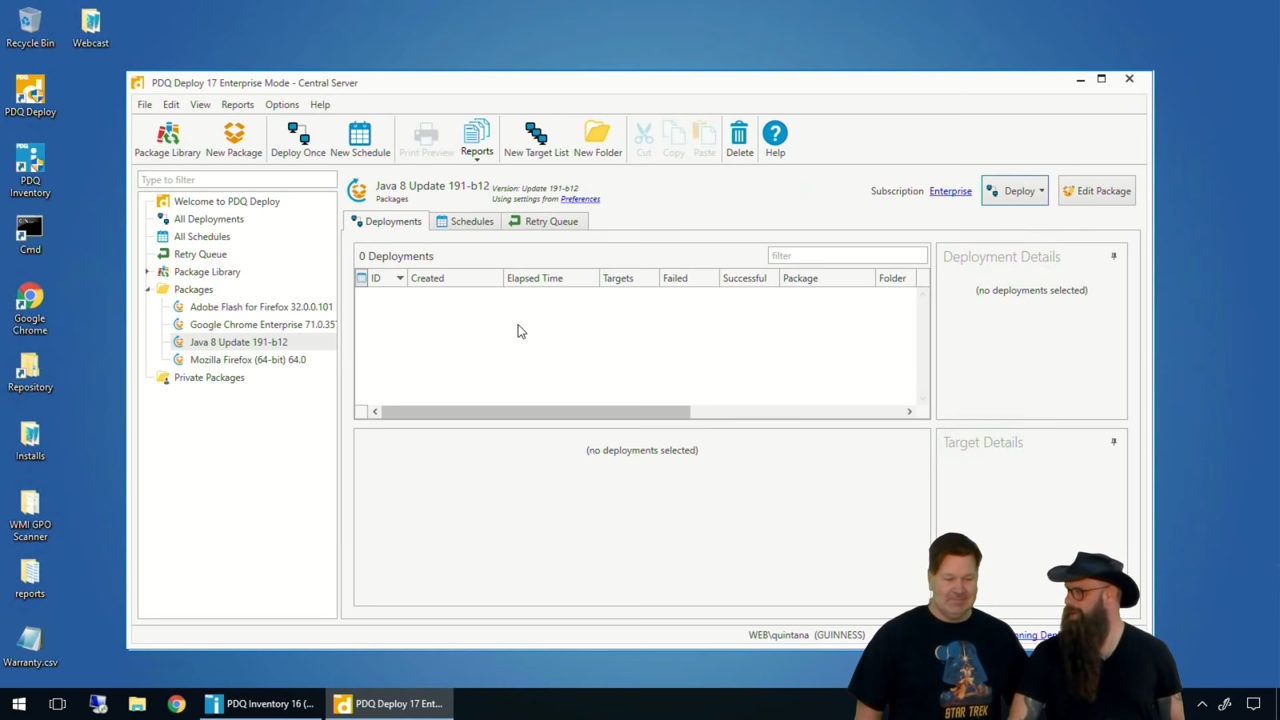 Recycle Bin
Webcast
PDQ Deploy
PDQ
Inventory
Cmd
Google
Chrome
Repository
Installs
WMI GPO
Scanner
reports
Warranty.csv
PDQ Deploy 17 Enterprise Mode - Central Server
File Edit View Reports Options Help
Package Library New Package Deploy Once New Schedule Print Preview Reports New Target List New Folder Cut Copy Paste Delete Help
Type to filter
Welcome to PDQ Deploy
All Deployments
All Schedules
Retry Queue
Package Library
Packages
Adobe Flash for Firefox 32.0.0.101
Google Chrome Enterprise 71.0.35
Java 8 Update 191-b12
Mozilla Firefox (64-bit) 64.0
Private Packages
Java 8 Update 191-b12 Version: Update 191-b12
Packages Using settings from Preferences
Subscription Enterprise Deploy Edit Package
Deployments Schedules Retry Queue
0 Deployments
filter
ID Created Elapsed Time Targets Failed Successful Package Folder
(no deployments selected)
Deployment Details
(no deployments selected)
Target Details
WEB\quintana (GUINNESS)
STAR TREK
PDQ Inventory 16 (...
PDQ Deploy 17 Ent...